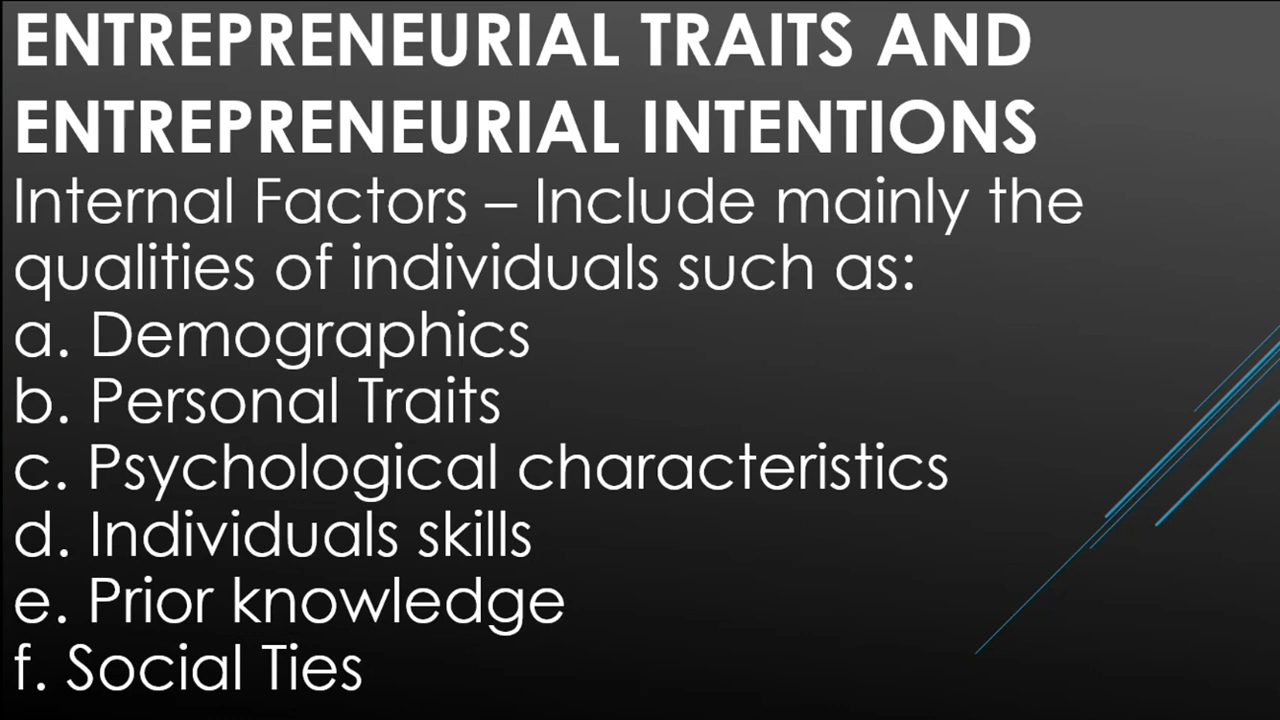 ENTREPRENEURIAL TRAITS AND
ENTREPRENEURIAL INTENTIONS
Internal Factors – Include mainly the
qualities of individuals such as:
a. Demographics
b. Personal Traits
c. Psychological characteristics
d. Individuals skills
e. Prior knowledge
f. Social Ties